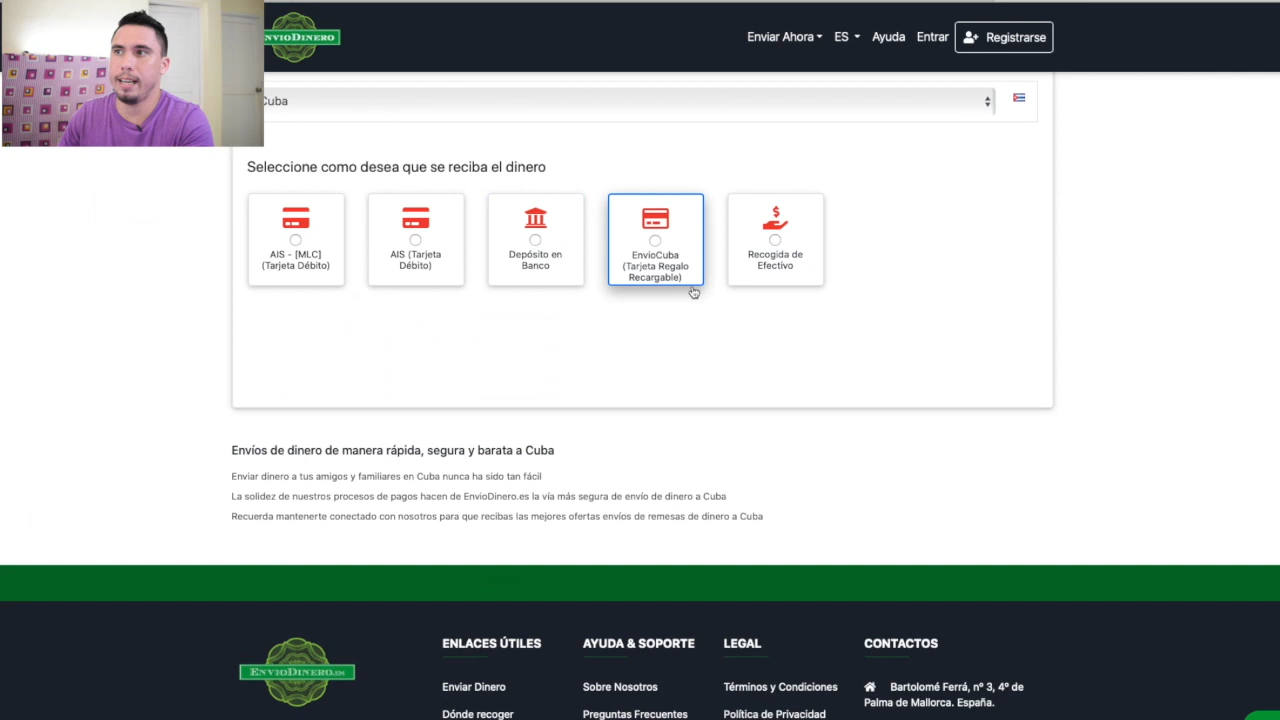 ENVIODINERO
Enviar Ahora
ES
Ayuda
Entrar
Registrarse
Cuba
Seleccione como desea que se reciba el dinero
AIS - [MLC]
(Tarjeta Débito)
AIS (Tarjeta
Débito)
Depósito en
Banco
EnvioCuba
(Tarjeta Regalo
Recargable)
Recogida de
Efectivo
Envíos de dinero de manera rápida, segura y barata a Cuba
Enviar dinero a tus amigos y familiares en Cuba nunca ha sido tan fácil
La solidez de nuestros procesos de pagos hacen de EnvioDinero.es la vía más segura de envío de dinero a Cuba
Recuerda mantenerte conectado con nosotros para que recibas las mejores ofertas envíos de remesas de dinero a Cuba
ENVIODINERO.ES
ENLACES ÚTILES
Enviar Dinero
Dónde recoger
AYUDA & SOPORTE
Sobre Nosotros
Preguntas Frecuentes
LEGAL
Términos y Condiciones
Política de Privacidad
CONTACTOS
Bartolomé Ferrá, nº 3, 4º de
Palma de Mallorca. España.